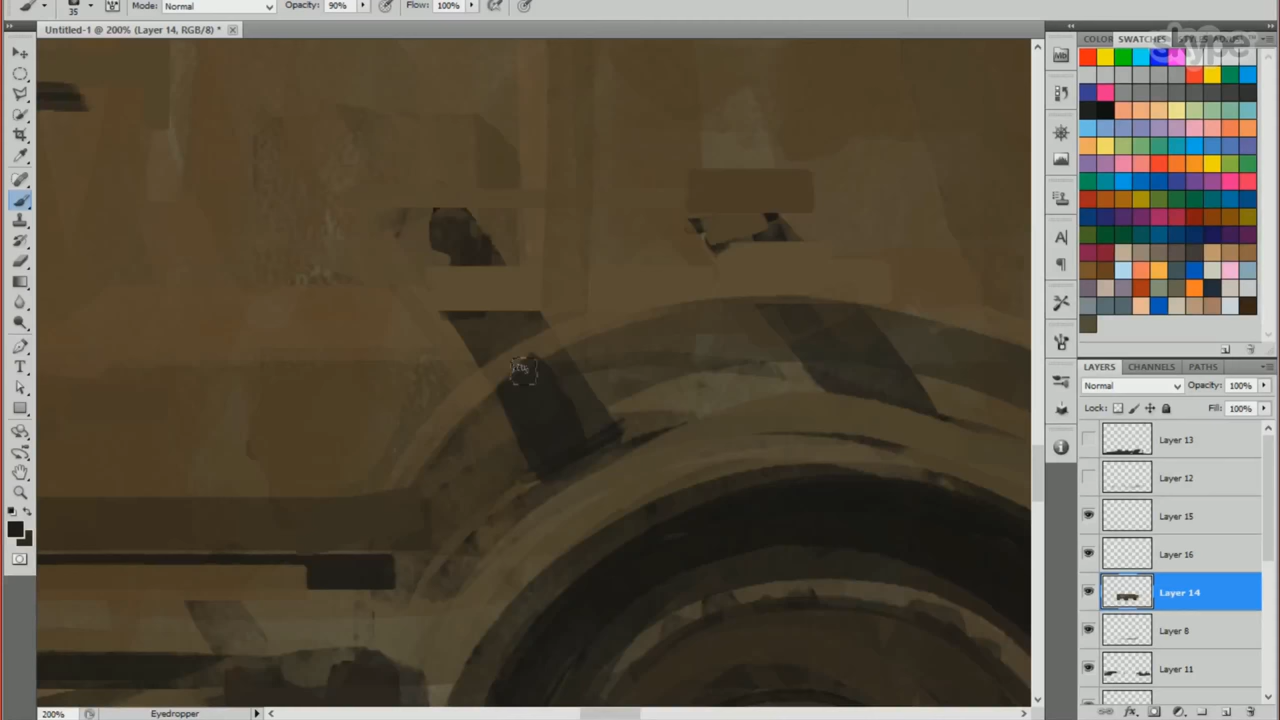 35
Mode: Normal
Opacity: 90%
Flow: 100%
Untitled-1 @ 200% (Layer 14, RGB/8) *
skype
COLOR SWATCHES
LAYERS CHANNELS PATHS
Normal Opacity: 100%
Lock: Fill: 100%
Layer 13
Layer 12
Layer 15
Layer 16
Layer 14
Layer 8
Layer 11
200% Eyedropper